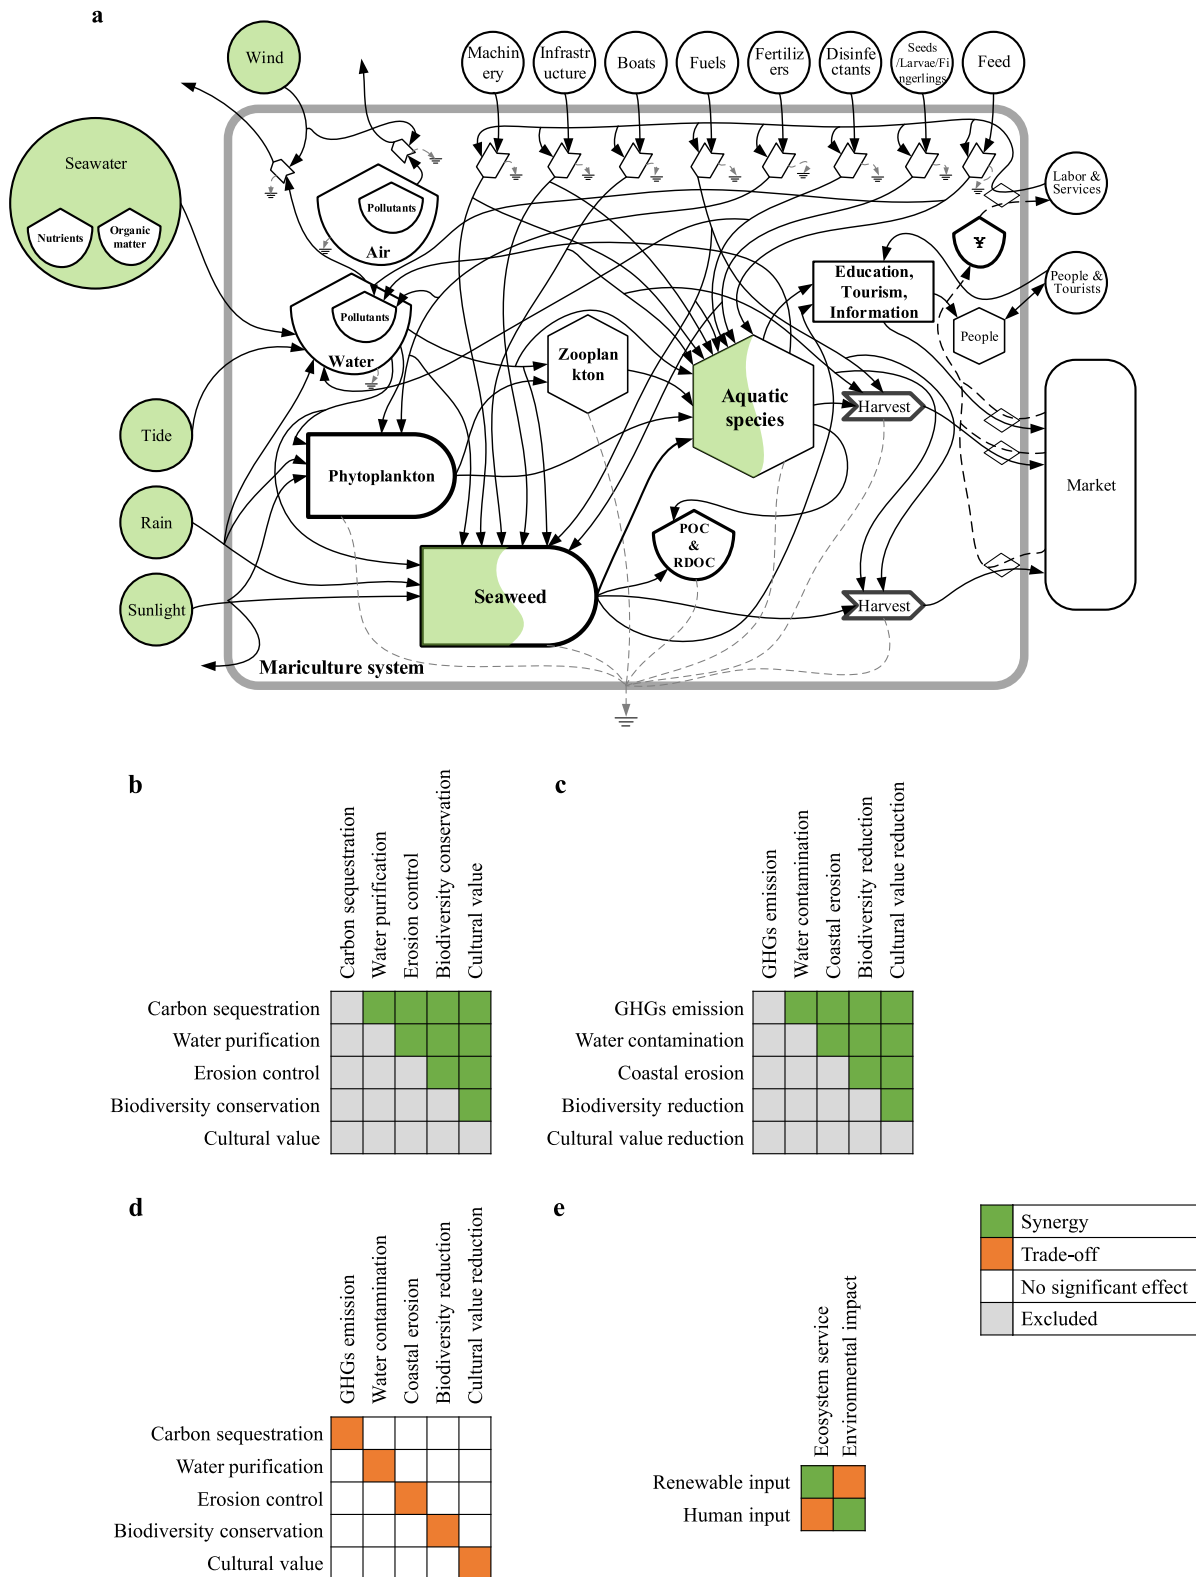 a
Wind
Machin
ery
Infrastr
ucture
Boats
Fuels
Fertiliz
ers
Disinfe
ctants
Seeds
/Larvae/Fi
ngerlings
Feed
Seawater
Nutrients
Organic
matter
Pollutants
Air
Labor &
Services
¥
Education,
Tourism,
Information
People &
Tourists
People
Pollutants
Water
Zooplan
kton
Aquatic
species
Harvest
Tide
Phytoplankton
Market
Rain
POC
&
RDOC
Sunlight
Seaweed
Harvest
Mariculture system
b
Carbon sequestration
Water purification
Erosion control
Biodiversity conservation
Cultural value
Carbon sequestration
Water purification
Erosion control
Biodiversity conservation
Cultural value
c
GHGs emission
Water contamination
Coastal erosion
Biodiversity reduction
Cultural value reduction
GHGs emission
Water contamination
Coastal erosion
Biodiversity reduction
Cultural value reduction
d
GHGs emission
Water contamination
Coastal erosion
Biodiversity reduction
Cultural value reduction
Carbon sequestration
Water purification
Erosion control
Biodiversity conservation
Cultural value
e
Ecosystem service
Environmental impact
Renewable input
Human input
Synergy
Trade-off
No significant effect
Excluded